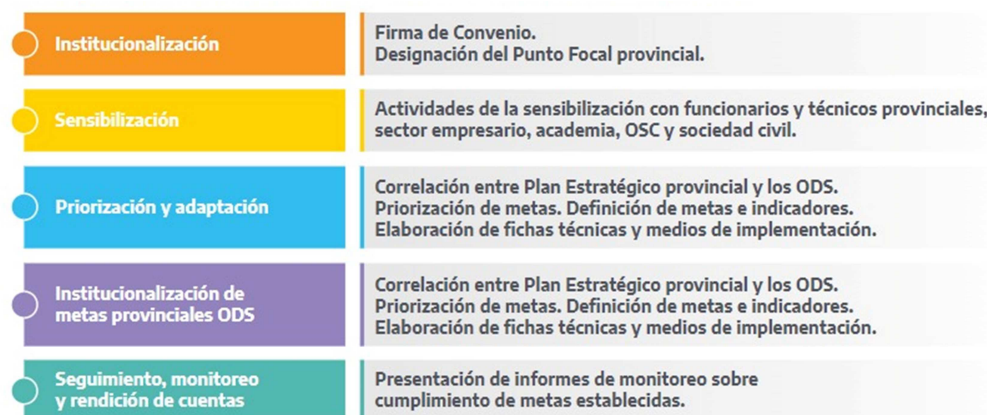 Institucionalización
Firma de Convenio.
Designación del Punto Focal provincial.
Sensibilización
Actividades de la sensibilización con funcionarios y técnicos provinciales,
sector empresario, academia, OSC y sociedad civil.
Priorización y adaptación
Correlación entre Plan Estratégico provincial y los ODS.
Priorización de metas. Definición de metas e indicadores.
Elaboración de fichas técnicas y medios de implementación.
Institucionalización de
metas provinciales ODS
Correlación entre Plan Estratégico provincial y los ODS.
Priorización de metas. Definición de metas e indicadores.
Elaboración de fichas técnicas y medios de implementación.
Seguimiento, monitoreo
y rendición de cuentas
Presentación de informes de monitoreo sobre
cumplimiento de metas establecidas.